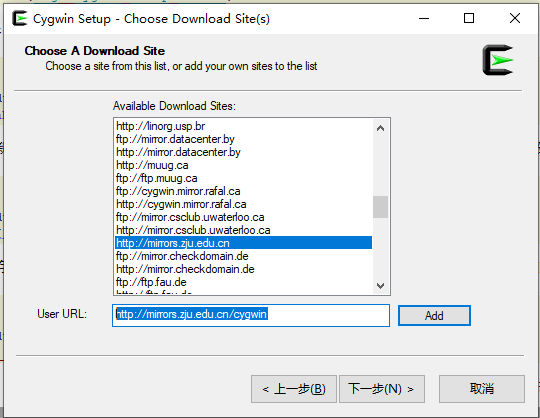 Cygwin Setup - Choose Download Site(s)
Choose A Download Site
Choose a site from this list, or add your own sites to the list
Available Download Sites:
http://linorg.usp.br
ftp://mirror.datacenter.by
http://mirror.datacenter.by
http://muug.ca
ftp://ftp.muug.ca
ftp://cygwin.mirror.rafal.ca
http://cygwin.mirror.rafal.ca
ftp://mirror.csclub.uwaterloo.ca
http://mirror.csclub.uwaterloo.ca
http://mirrors.zju.edu.cn
ftp://mirror.checkdomain.de
http://mirror.checkdomain.de
ftp://ftp.fau.de
User URL: http://mirrors.zju.edu.cn/cygwin Add
< 上一步(B) 下一步(N) > 取消